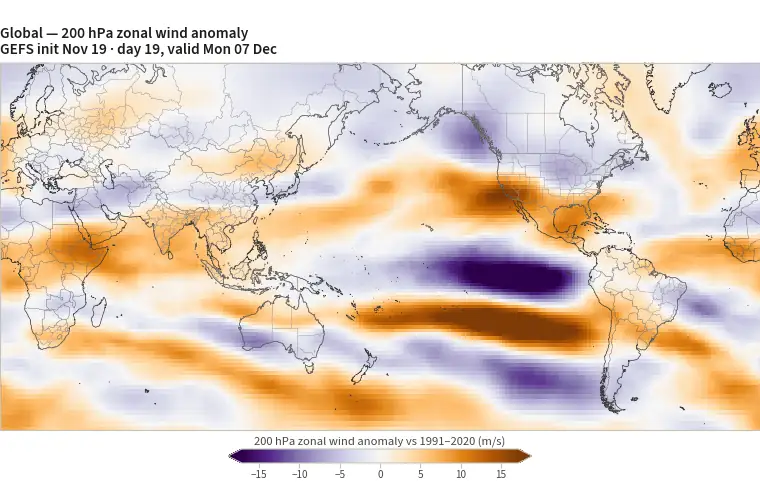 Global — 200 hPa zonal wind anomaly
GEFS init Nov 19 · day 19, valid Mon 07 Dec
200 hPa zonal wind anomaly vs 1991–2020 (m/s)
−15 −10 −5 0 5 10 15